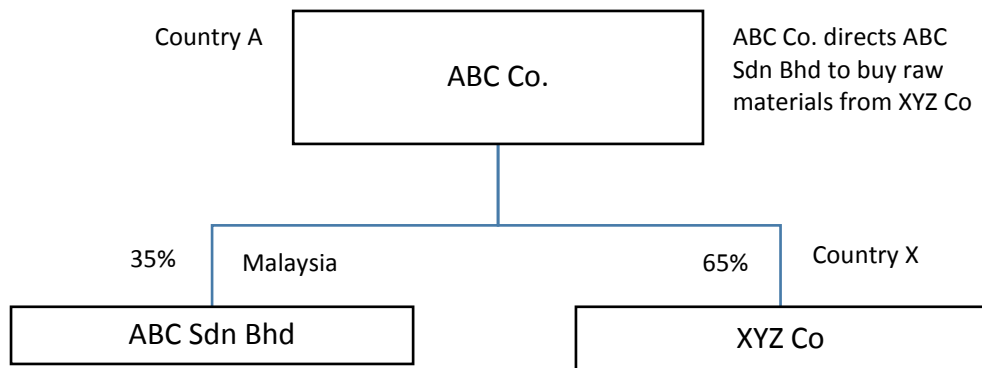 Country A
ABC Co.
ABC Co. directs ABC
Sdn Bhd to buy raw
materials from XYZ Co
35%
Malaysia
65%
Country X
ABC Sdn Bhd
XYZ Co